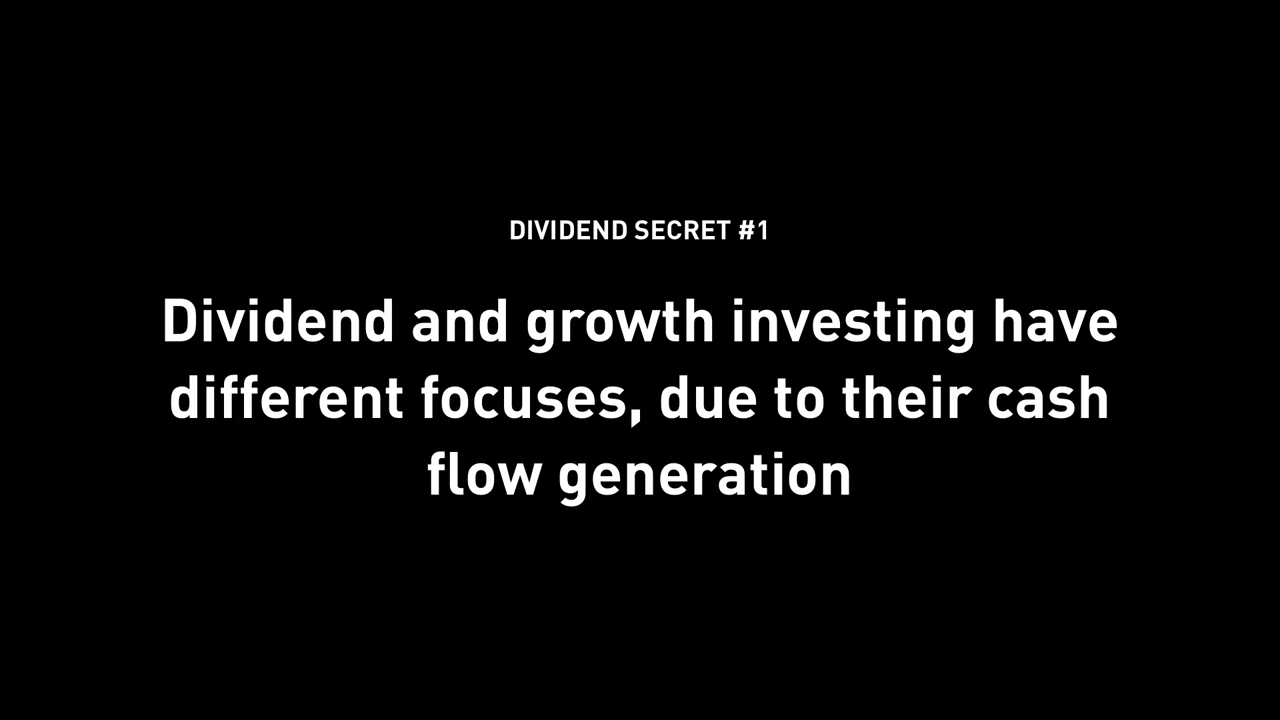 DIVIDEND SECRET #1
Dividend and growth investing have
different focuses, due to their cash
flow generation